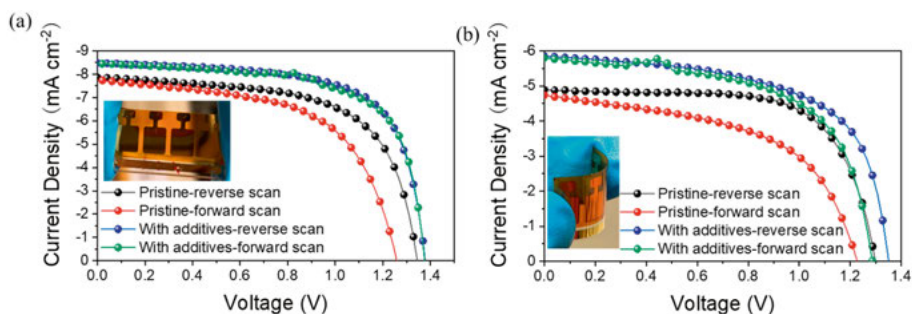 (a)
Current Density (mA cm-2)
-9
-8
-7
-6
-5
-4
-3
-2
-1
0
Pristine-reverse scan
Pristine-forward scan
With additives-reverse scan
With additives-forward scan
0.0 0.2 0.4 0.6 0.8 1.0 1.2 1.4
Voltage (V)
(b)
Current Density (mA cm-2)
-6
-5
-4
-3
-2
-1
0
Pristine-reverse scan
Pristine-forward scan
With additives-reverse scan
With additives-forward scan
0.0 0.2 0.4 0.6 0.8 1.0 1.2 1.4
Voltage (V)